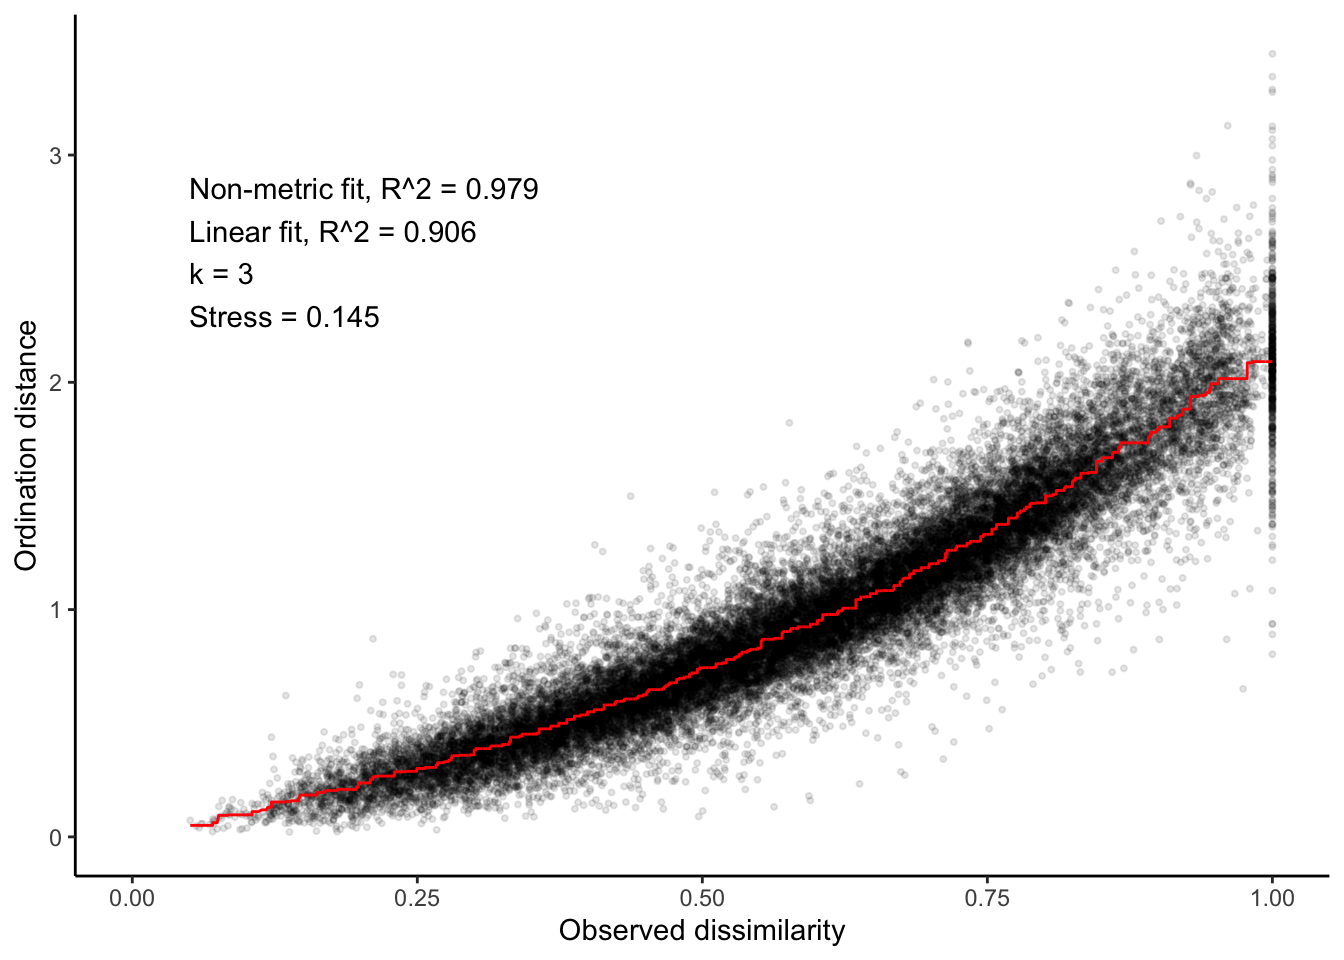 3
2
1
0
Ordination distance
Non-metric fit, R^2 = 0.979
Linear fit, R^2 = 0.906
k = 3
Stress = 0.145
0.00 0.25 0.50 0.75 1.00
Observed dissimilarity